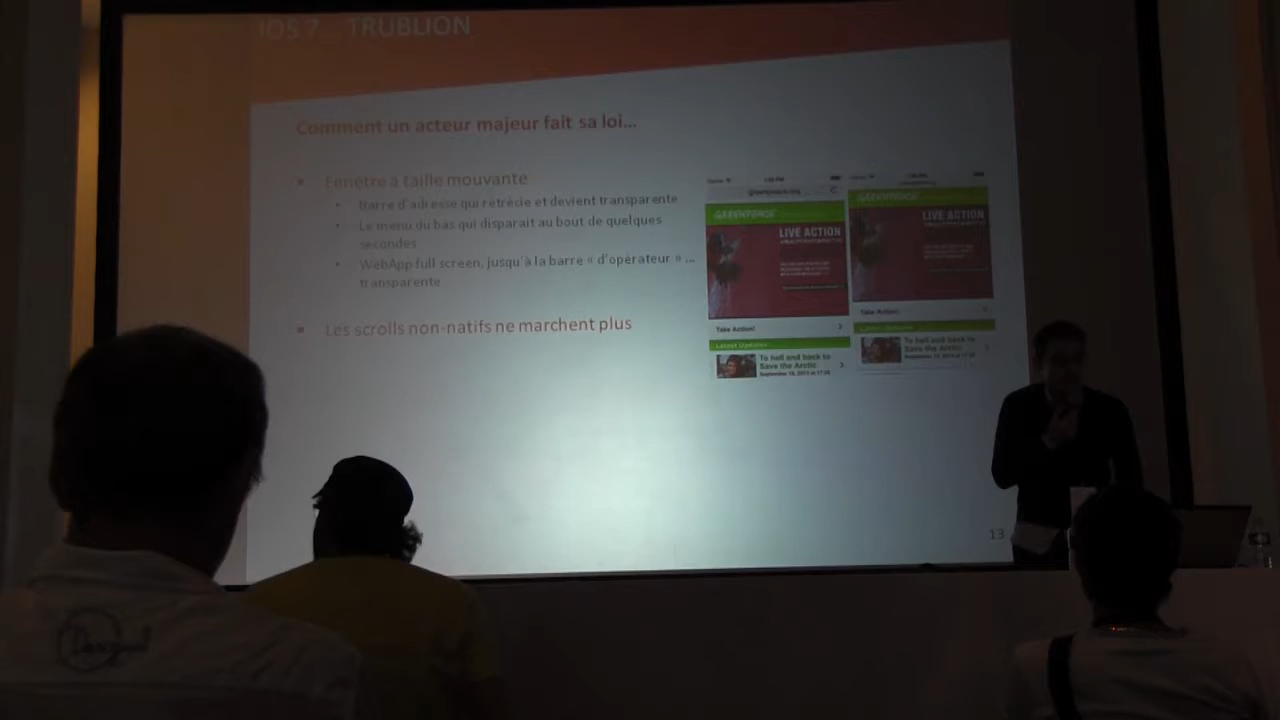 IOS 7 TRUBLION
Comment un acteur majeur fait sa loi...
Fenêtre à taille mouvante
Barre d'adresse qui rétrécie et devient transparente
Le menu du bas qui disparait au bout de quelques
secondes
WebApp full screen, jusqu'à la barre « d'opérateur » ...
transparente
Les scrolls non-natifs ne marchent plus
GREENPEACE
LIVE ACTION
Take Action!
Latest Updates
To hell and back to
Save the Arctic
GREENPEACE
LIVE ACTION
Take Action!
Latest Updates
To hell and back to
Save the Arctic
13